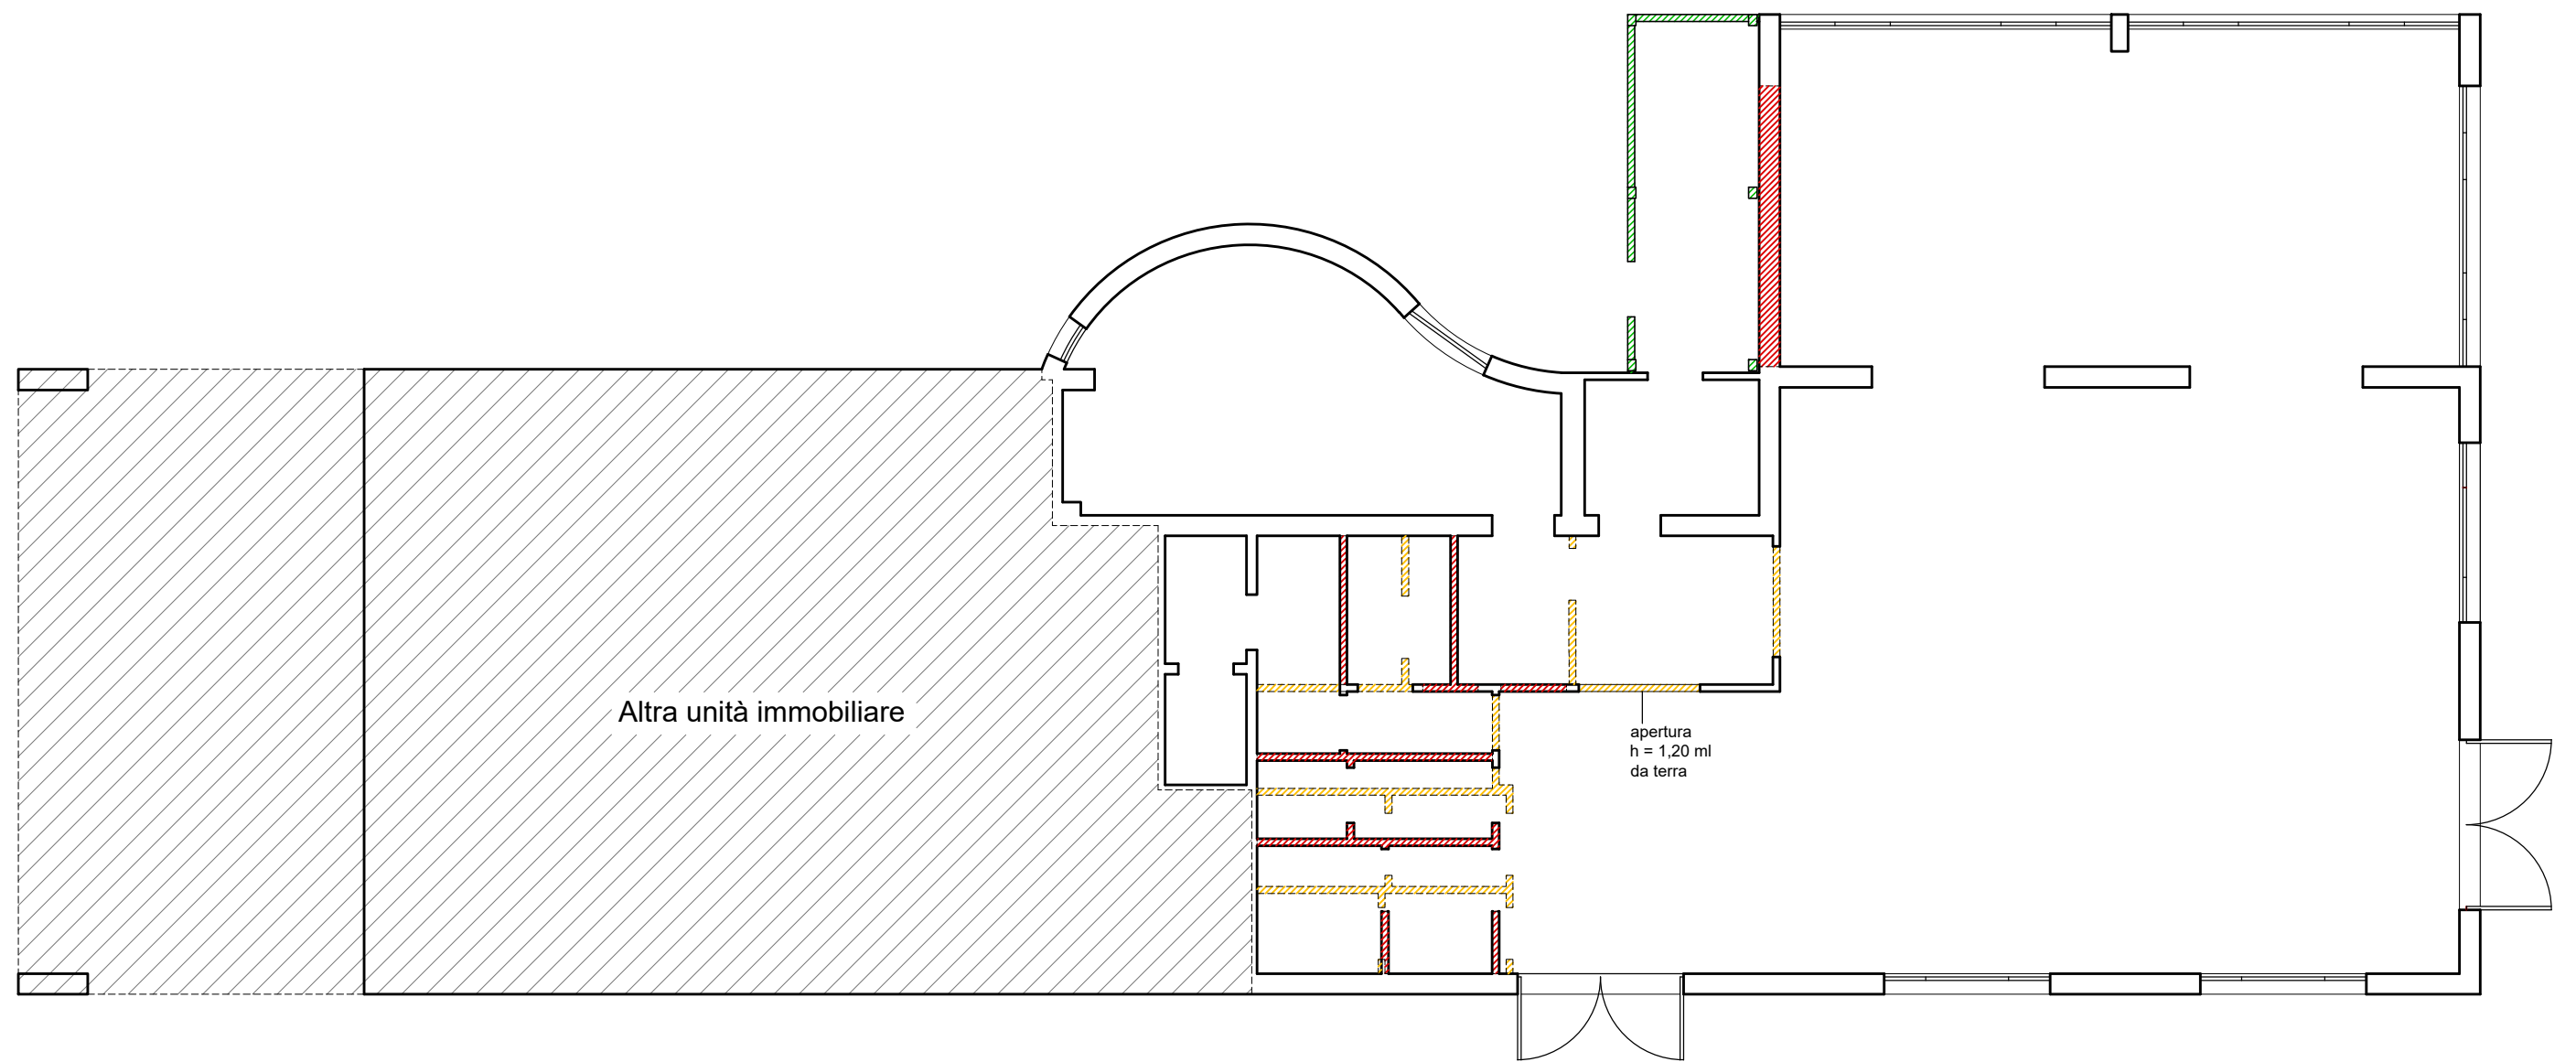 Altra unità immobiliare
apertura
h = 1,20 ml
da terra